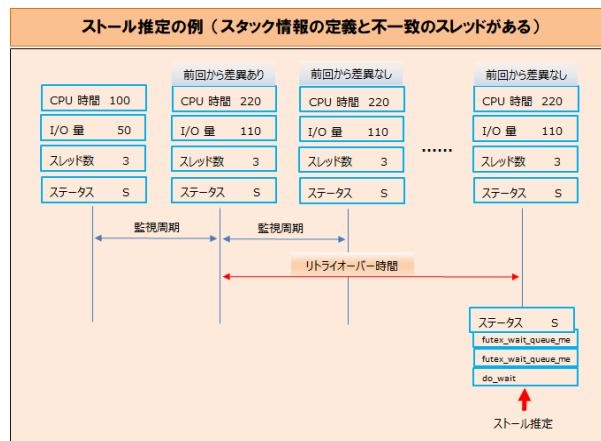 ストール推定の例（スタック情報の定義と不一致のスレッドがある）
前回から差異あり
前回から差異なし
前回から差異なし
CPU 時間 100
CPU 時間 220
CPU 時間 220
CPU 時間 220
I/O 量 50
I/O 量 110
I/O 量 110
I/O 量 110
……
スレッド数 3
スレッド数 3
スレッド数 3
スレッド数 3
ステータス S
ステータス S
ステータス S
ステータス S
監視周期
監視周期
リトライオーバー時間
ステータス S
futex_wait_queue_me
futex_wait_queue_me
do_wait
ストール推定